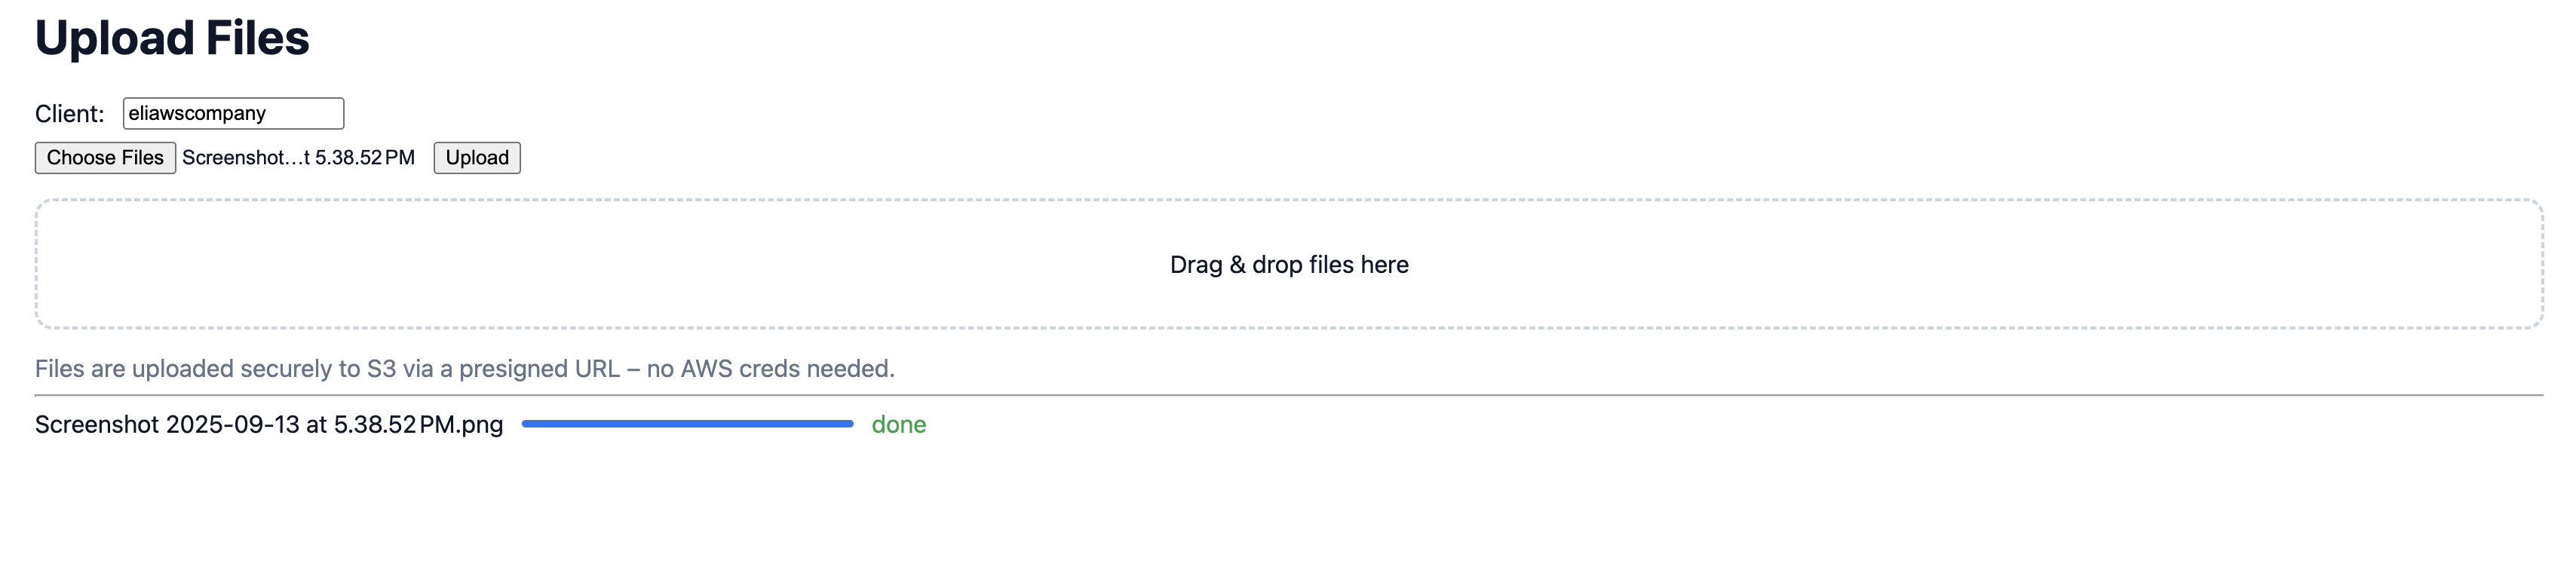 Upload Files
Client: eliawscompany
Choose Files Screenshot...t 5.38.52 PM Upload
Drag & drop files here
Files are uploaded securely to S3 via a presigned URL – no AWS creds needed.
Screenshot 2025-09-13 at 5.38.52 PM.png done